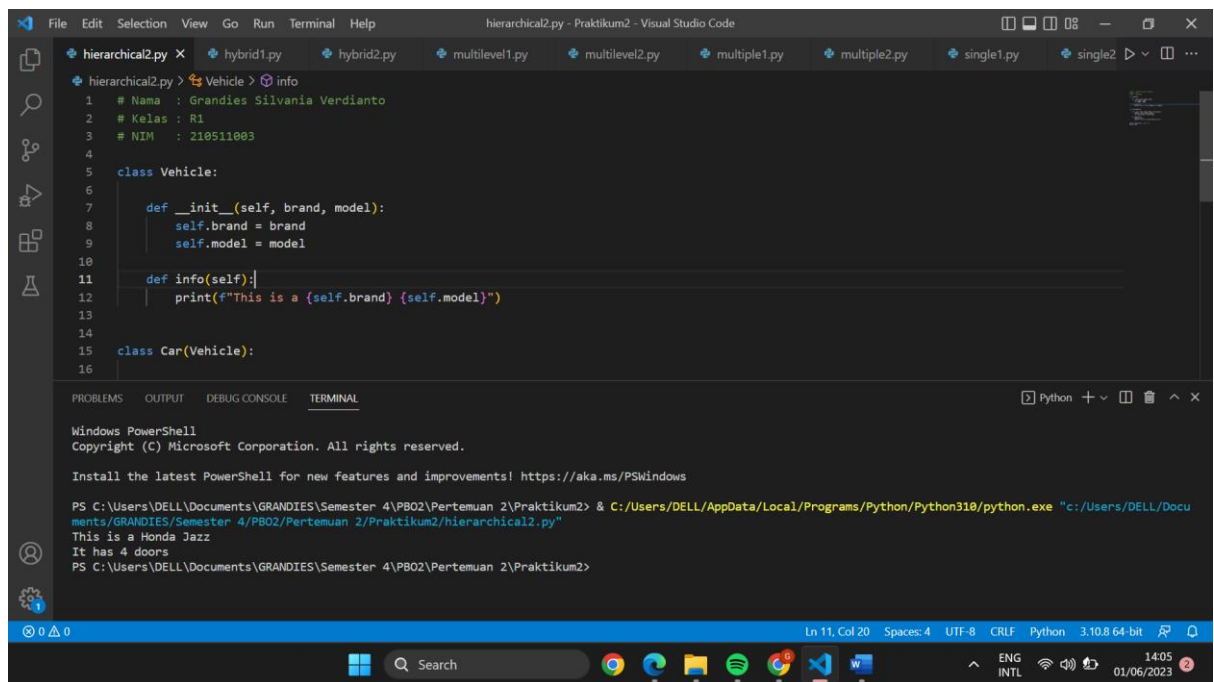 File Edit Selection View Go Run Terminal Help hierarchical2.py - Praktikum2 - Visual Studio Code
hierarchical2.py hybrid1.py hybrid2.py multilevel1.py multilevel2.py multiple1.py multiple2.py single1.py single2
hierarchical2.py > Vehicle > info
1 # Nama : Grandies Silvania Verdianto
2 # Kelas : R1
3 # NIM : 210511003
4
5 class Vehicle:
6
7 def __init__(self, brand, model):
8 self.brand = brand
9 self.model = model
10
11 def info(self):
12 print(f"This is a {self.brand} {self.model}")
13
14
15 class Car(Vehicle):
16
PROBLEMS OUTPUT DEBUG CONSOLE TERMINAL Python
Windows PowerShell
Copyright (C) Microsoft Corporation. All rights reserved.
Install the latest PowerShell for new features and improvements! https://aka.ms/PSWindows
PS C:\Users\DELL\Documents\GRANDIES\Semester 4\PBO2\Pertemuan 2\Praktikum2> & C:/Users/DELL/AppData/Local/Programs/Python/Python310/python.exe "c:/Users/DELL/Docu
ments/GRANDIES/Semester 4/PBO2/Pertemuan 2/Praktikum2/hierarchical2.py"
This is a Honda Jazz
It has 4 doors
PS C:\Users\DELL\Documents\GRANDIES\Semester 4\PBO2\Pertemuan 2\Praktikum2>
1
0 0 Ln 11, Col 20 Spaces: 4 UTF-8 CRLF Python 3.10.8 64-bit
Search ENG 14:05
INTL 01/06/2023 2